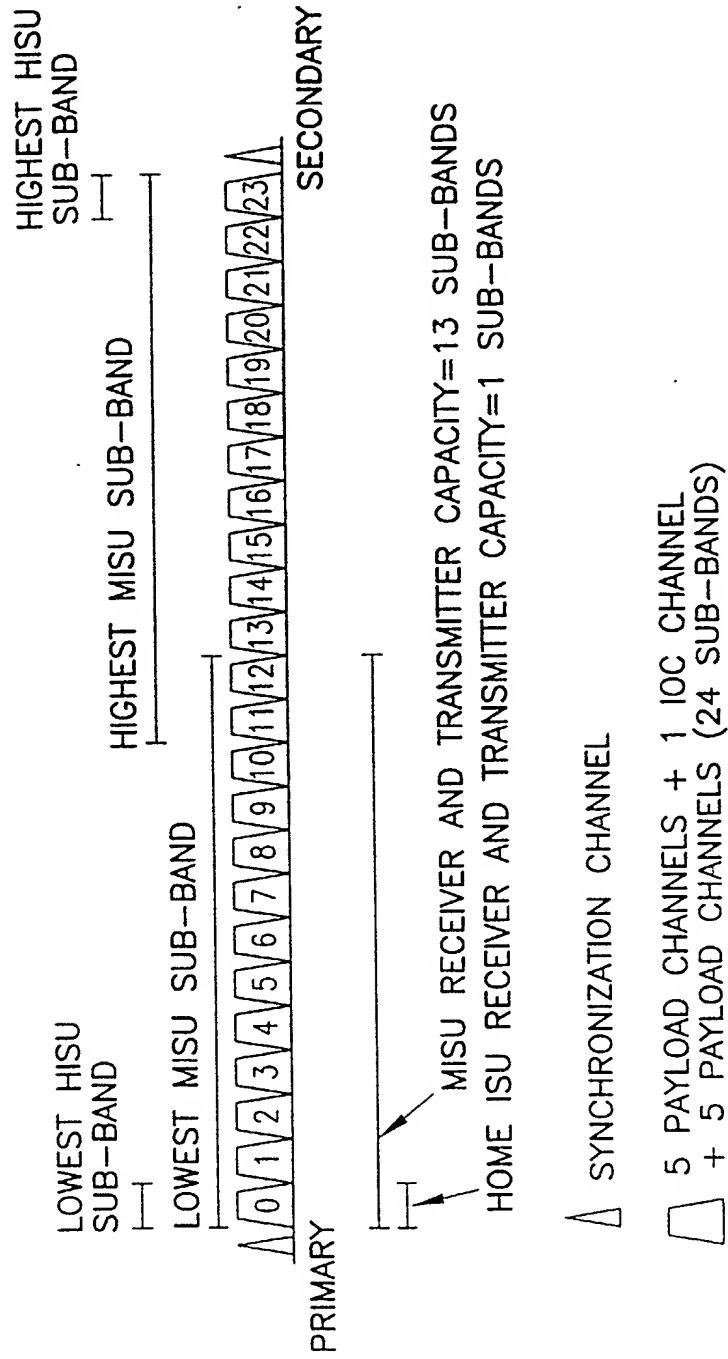 LOWEST HISU
SUB-BAND
HIGHEST HISU
SUB-BAND
HIGHEST MISU SUB-BAND
LOWEST MISU SUB-BAND
0 1 2 3 4 5 6 7 8 9 10 11 12 13 14 15 16 17 18 19 20 21 22 23
PRIMARY
SECONDARY
MISU RECEIVER AND TRANSMITTER CAPACITY=13 SUB-BANDS
HOME ISU RECEIVER AND TRANSMITTER CAPACITY=1 SUB-BANDS
SYNCHRONIZATION CHANNEL
5 PAYLOAD CHANNELS + 1 IOC CHANNEL
+ 5 PAYLOAD CHANNELS (24 SUB-BANDS)